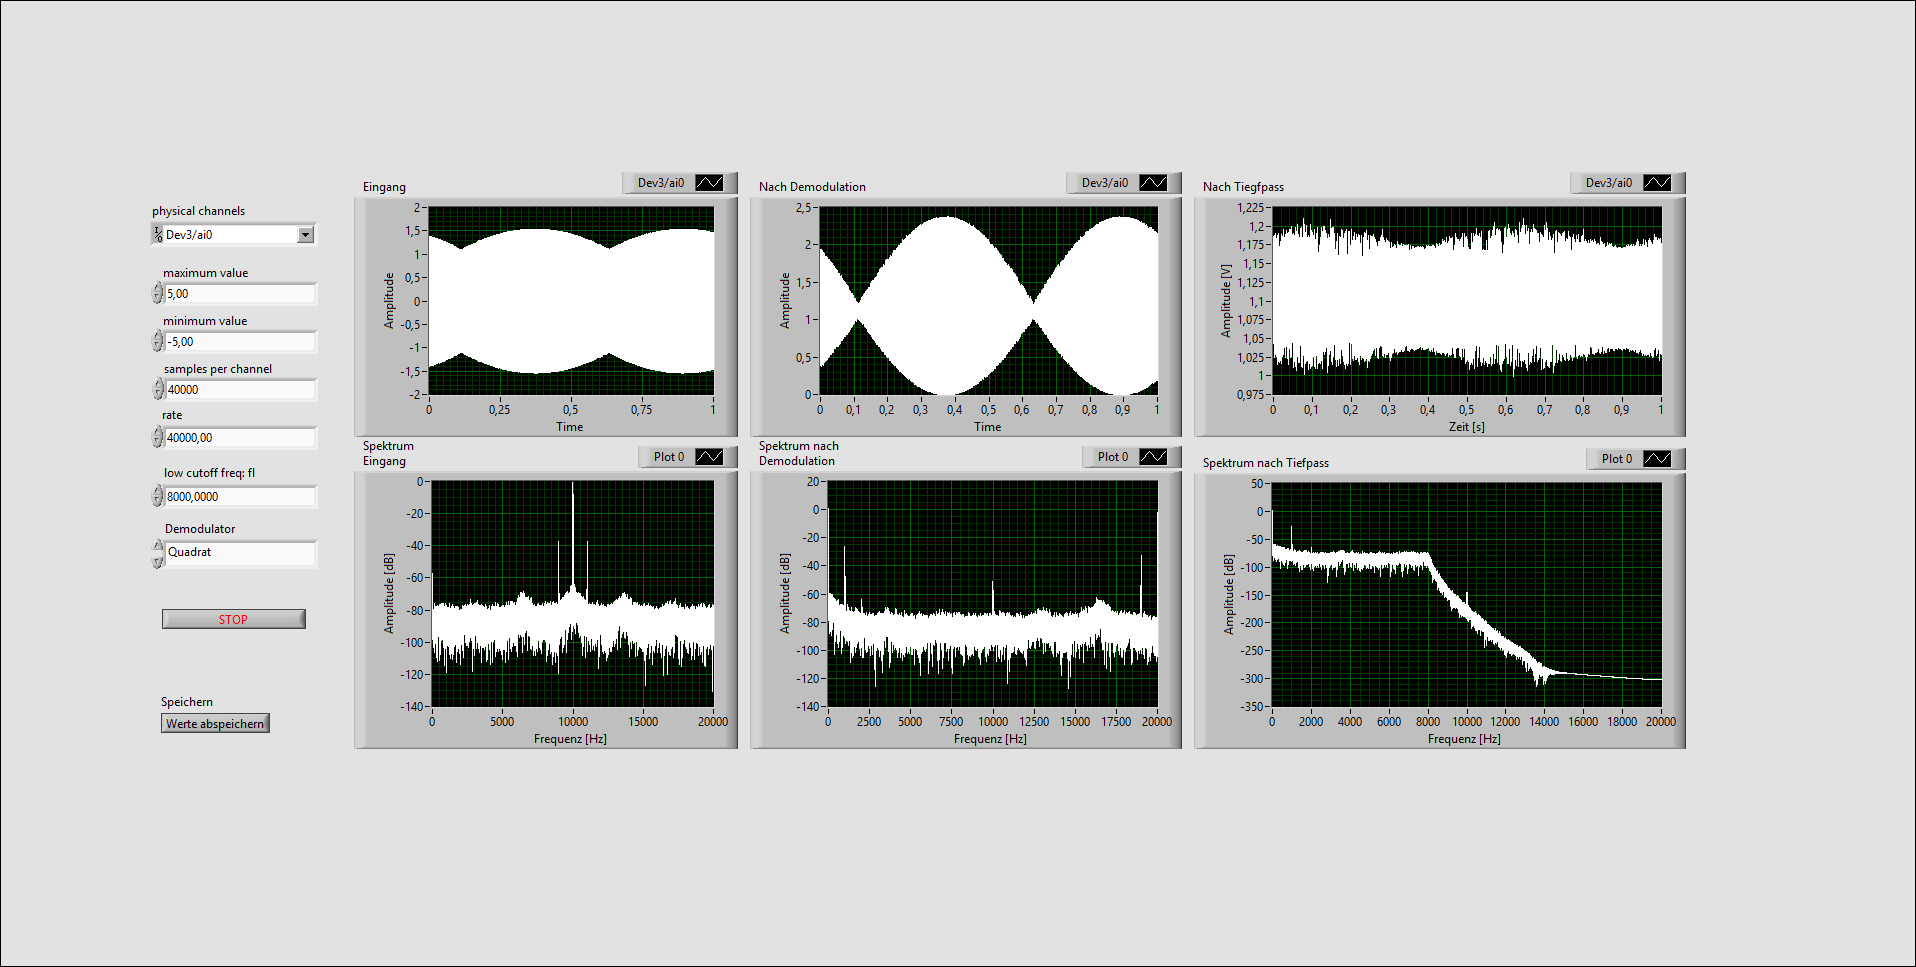 physical channels
I/O Dev3/ai0
maximum value
5,00
minimum value
-5,00
samples per channel
40000
rate
40000,00
low cutoff freq: fl
8000,0000
Demodulator
Quadrat
STOP
Speichern
Werte abspeichern
Eingang
Dev3/ai0
Amplitude
2
1,5
1
0,5
0
-0,5
-1
-1,5
-2
0 0,25 0,5 0,75 1
Time
Nach Demodulation
Dev3/ai0
Amplitude
2,5
2
1,5
1
0,5
0
0 0,1 0,2 0,3 0,4 0,5 0,6 0,7 0,8 0,9 1
Time
Nach Tiegfpass
Dev3/ai0
Amplitude [V]
1,225
1,2
1,175
1,15
1,125
1,1
1,075
1,05
1,025
1
0,975
0 0,1 0,2 0,3 0,4 0,5 0,6 0,7 0,8 0,9 1
Zeit [s]
Spektrum
Eingang
Plot 0
Amplitude [dB]
0
-20
-40
-60
-80
-100
-120
-140
0 5000 10000 15000 20000
Frequenz [Hz]
Spektrum nach
Demodulation
Plot 0
Amplitude [dB]
20
0
-20
-40
-60
-80
-100
-120
-140
0 2500 5000 7500 10000 12500 15000 17500 20000
Frequenz [Hz]
Spektrum nach Tiefpass
Plot 0
Amplitude [dB]
50
0
-50
-100
-150
-200
-250
-300
-350
0 2000 4000 6000 8000 10000 12000 14000 16000 18000 20000
Frequenz [Hz]